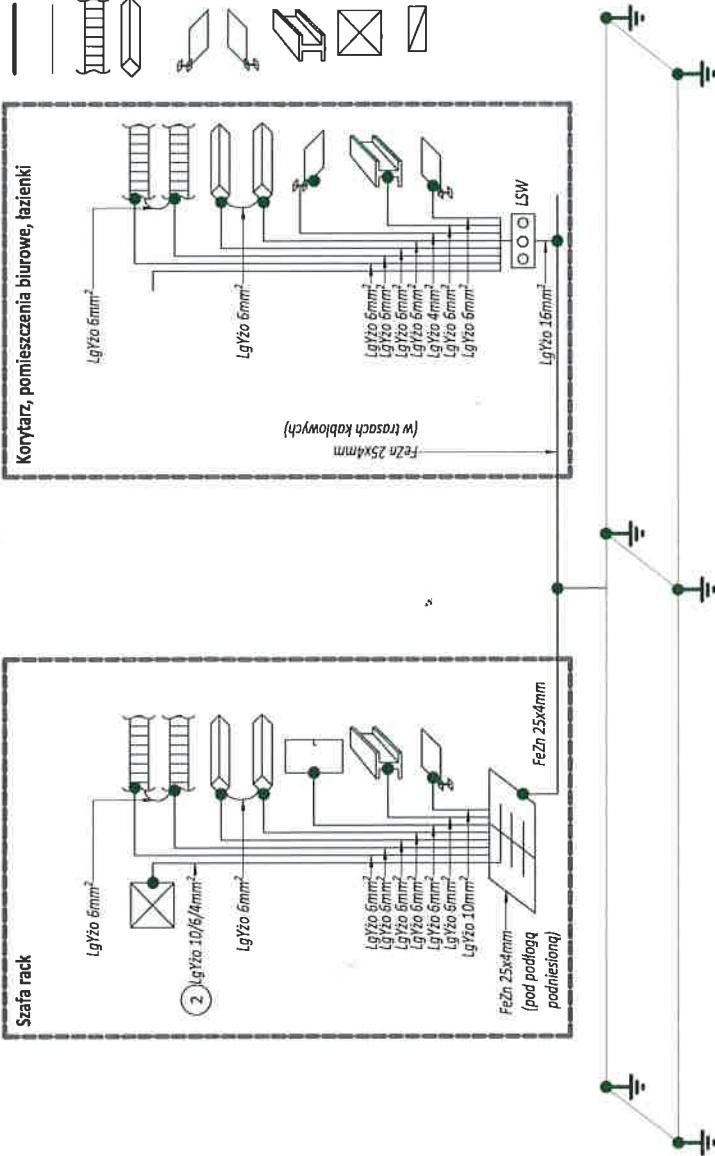 Szafa rack
LgYżo 6mm²
2
LgYżo 10/6/4mm²
LgYżo 6mm²
LgYżo 6mm²
LgYżo 6mm²
LgYżo 6mm²
LgYżo 6mm²
LgYżo 6mm²
LgYżo 6mm²
LgYżo 10mm²
FeZn 25x4mm
(pod podłogą
podniesioną)
FeZn 25x4mm
Korytarz, pomieszczenia biurowe, łazienki
LgYżo 6mm²
LgYżo 6mm²
FeZn 25x4mm
(w trasach kablowych)
LgYżo 6mm²
LgYżo 6mm²
LgYżo 6mm²
LgYżo 6mm²
LgYżo 4mm²
LgYżo 6mm²
LgYżo 6mm²
LSW
LgYżo 16mm²